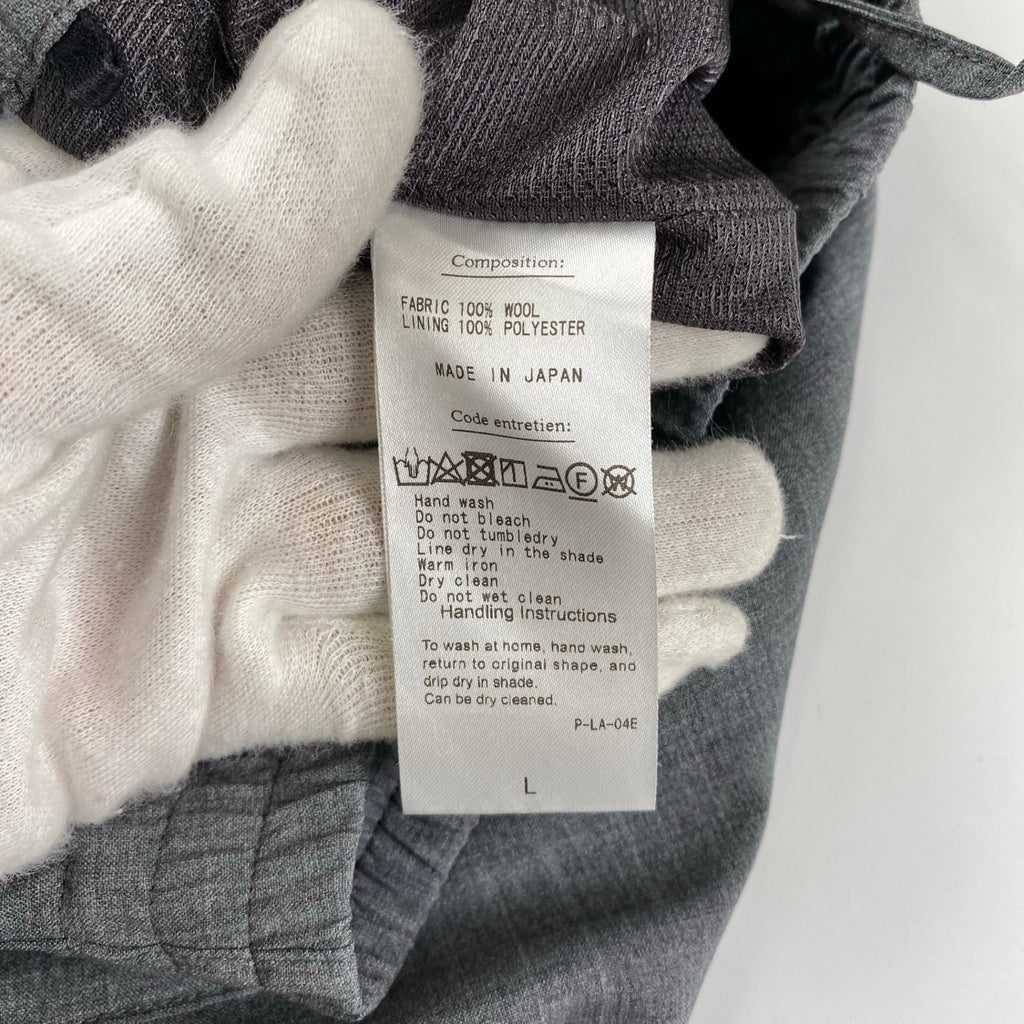 Composition:
FABRIC 100% WOOL
LINING 100% POLYESTER
MADE IN JAPAN
Code entretien:
F W
Hand wash
Do not bleach
Do not tumbledry
Line dry in the shade
Warm iron
Dry clean
Do not wet clean
Handling Instructions
To wash at home, hand wash,
return to original shape, and
drip dry in shade.
Can be dry cleaned.
P-LA-04E
L